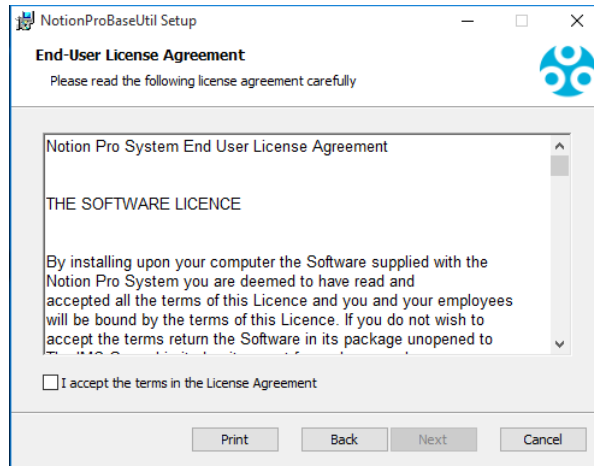 NotionProBaseUtil Setup
End-User License Agreement
Please read the following license agreement carefully
Notion Pro System End User License Agreement
THE SOFTWARE LICENCE
By installing upon your computer the Software supplied with the
Notion Pro System you are deemed to have read and
accepted all the terms of this Licence and you and your employees
will be bound by the terms of this Licence. If you do not wish to
accept the terms return the Software in its package unopened to
I accept the terms in the License Agreement
Print
Back
Next
Cancel